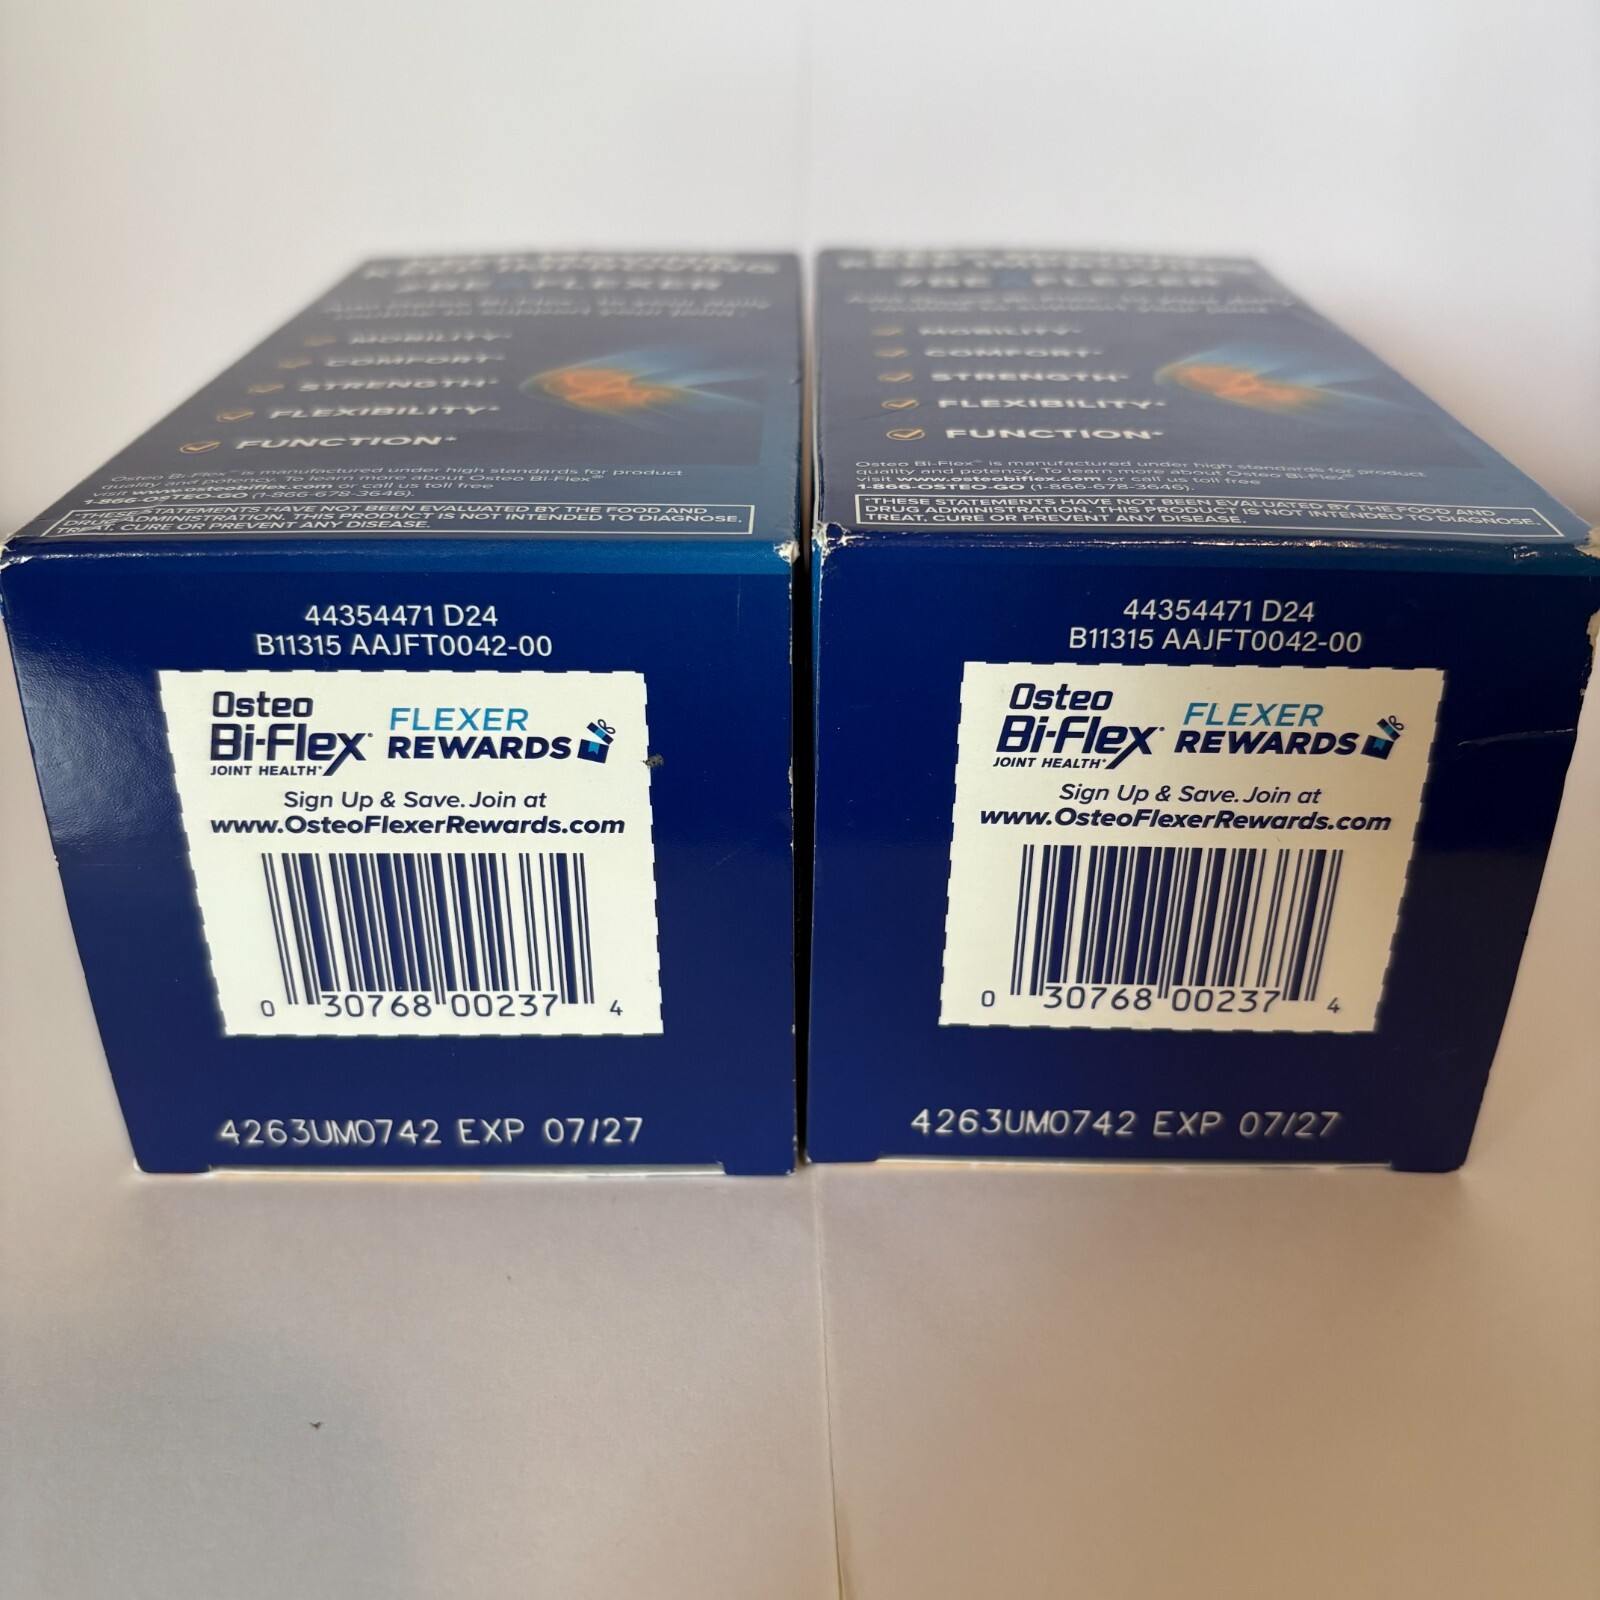 KEEP IMPROVING
#BE A FLEXER
MOBILITY*
COMFORT*
STRENGTH*
FLEXIBILITY*
FUNCTION*
Osteo Bi-Flex® is manufactured under high standards for product
quality and potency. To learn more about Osteo Bi-Flex®
visit www.osteobiflex.com or call us toll free
1-866-OSTEO-GO (1-866-678-3646).
*THESE STATEMENTS HAVE NOT BEEN EVALUATED BY THE FOOD AND
DRUG ADMINISTRATION. THIS PRODUCT IS NOT INTENDED TO DIAGNOSE,
TREAT, CURE OR PREVENT ANY DISEASE.
44354471 D24
B11315 AAJFT0042-00
Osteo
Bi-Flex®
JOINT HEALTH*
FLEXER
REWARDS
Sign Up & Save. Join at
www.OsteoFlexerRewards.com
0 30768 00237 4
4263UM0742 EXP 07/27
KEEP IMPROVING
#BE A FLEXER
MOBILITY*
COMFORT*
STRENGTH*
FLEXIBILITY*
FUNCTION*
Osteo Bi-Flex® is manufactured under high standards for product
quality and potency. To learn more about Osteo Bi-Flex®
visit www.osteobiflex.com or call us toll free
1-866-OSTEO-GO (1-866-678-3646).
*THESE STATEMENTS HAVE NOT BEEN EVALUATED BY THE FOOD AND
DRUG ADMINISTRATION. THIS PRODUCT IS NOT INTENDED TO DIAGNOSE,
TREAT, CURE OR PREVENT ANY DISEASE.
44354471 D24
B11315 AAJFT0042-00
Osteo
Bi-Flex®
JOINT HEALTH*
FLEXER
REWARDS
Sign Up & Save. Join at
www.OsteoFlexerRewards.com
0 30768 00237 4
4263UM0742 EXP 07/27